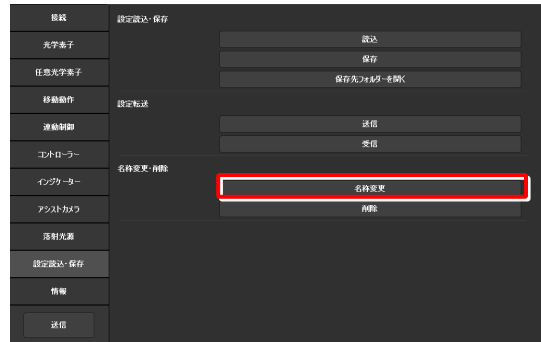 接続
光学素子
任意光学素子
移動動作
連動制御
コントローラー
インジケーター
アシストカメラ
落射光源
設定読込・保存
情報
送信
設定読込・保存
読込
保存
保存先フォルダーを開く
設定転送
送信
受信
名称変更・削除
名称変更
削除